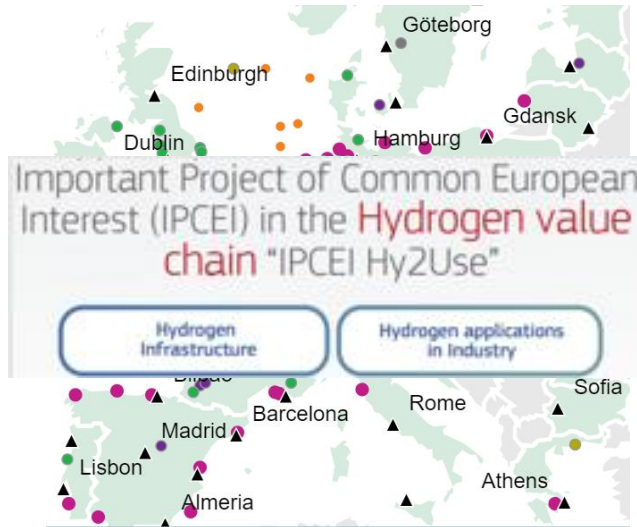 Göteborg
Edinburgh
Gdansk
Dublin
Hamburg
Important Project of Common European
Interest (IPCEI) in the Hydrogen value
chain "IPCEI Hy2Use"
Hydrogen
Infrastructure
Hydrogen applications
in Industry
Sofia
Rome
Barcelona
Madrid
Lisbon
Athens
Almeria